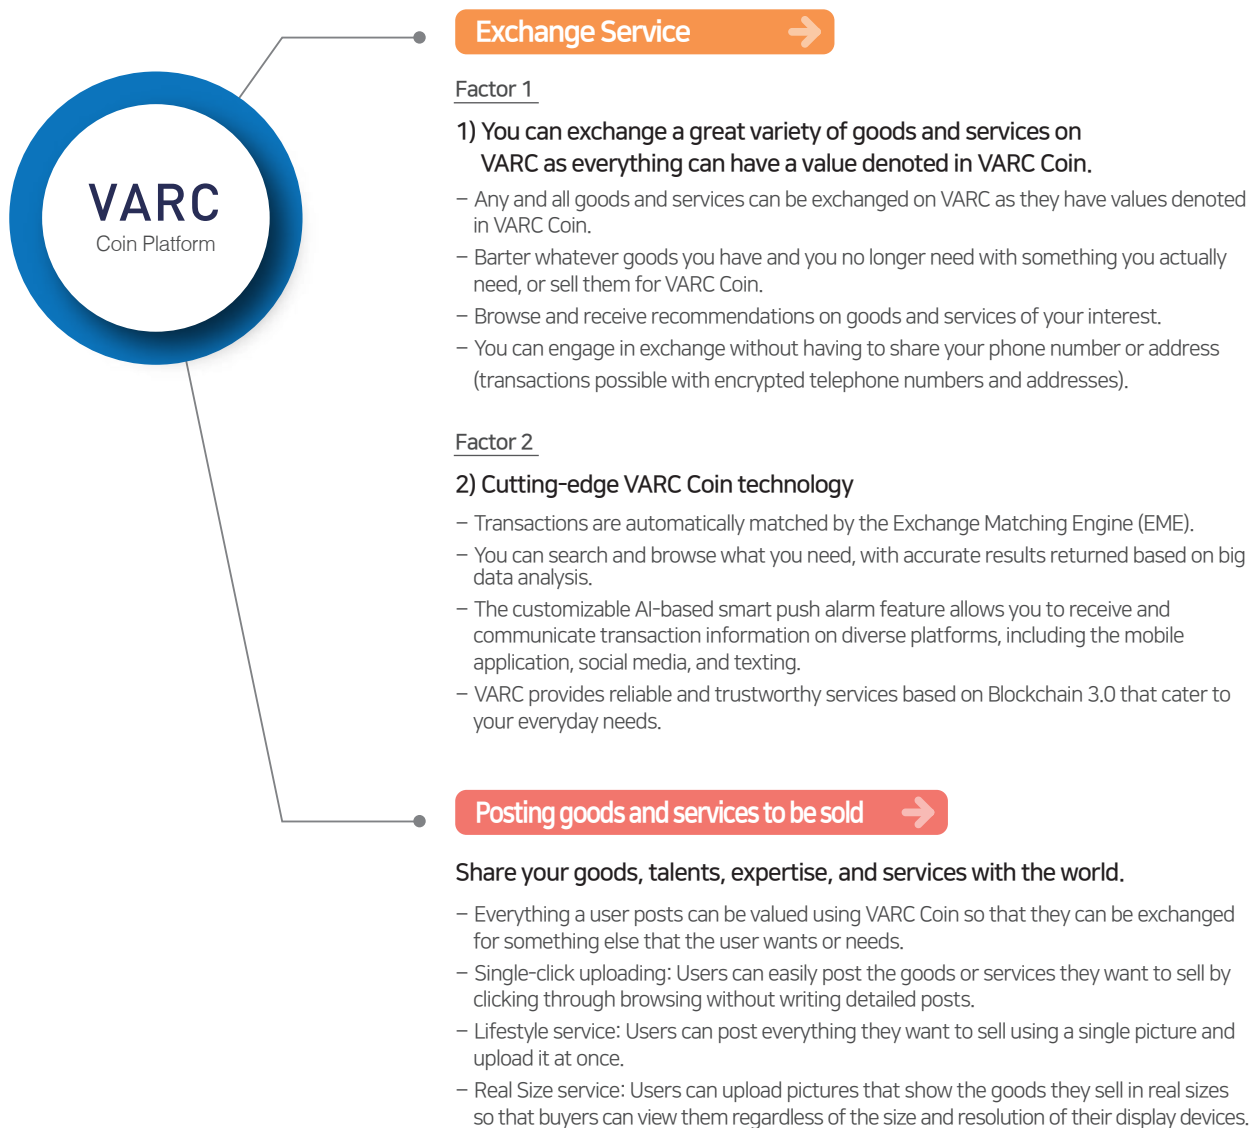 VARC
Coin Platform
Exchange Service
Factor 1
1) You can exchange a great variety of goods and services on
VARC as everything can have a value denoted in VARC Coin.
– Any and all goods and services can be exchanged on VARC as they have values denoted
in VARC Coin.
– Barter whatever goods you have and you no longer need with something you actually
need, or sell them for VARC Coin.
– Browse and receive recommendations on goods and services of your interest.
– You can engage in exchange without having to share your phone number or address
(transactions possible with encrypted telephone numbers and addresses).
Factor 2
2) Cutting-edge VARC Coin technology
– Transactions are automatically matched by the Exchange Matching Engine (EME).
– You can search and browse what you need, with accurate results returned based on big
data analysis.
– The customizable AI-based smart push alarm feature allows you to receive and
communicate transaction information on diverse platforms, including the mobile
application, social media, and texting.
– VARC provides reliable and trustworthy services based on Blockchain 3.0 that cater to
your everyday needs.
Posting goods and services to be sold
Share your goods, talents, expertise, and services with the world.
– Everything a user posts can be valued using VARC Coin so that they can be exchanged
for something else that the user wants or needs.
– Single-click uploading: Users can easily post the goods or services they want to sell by
clicking through browsing without writing detailed posts.
– Lifestyle service: Users can post everything they want to sell using a single picture and
upload it at once.
– Real Size service: Users can upload pictures that show the goods they sell in real sizes
so that buyers can view them regardless of the size and resolution of their display devices.